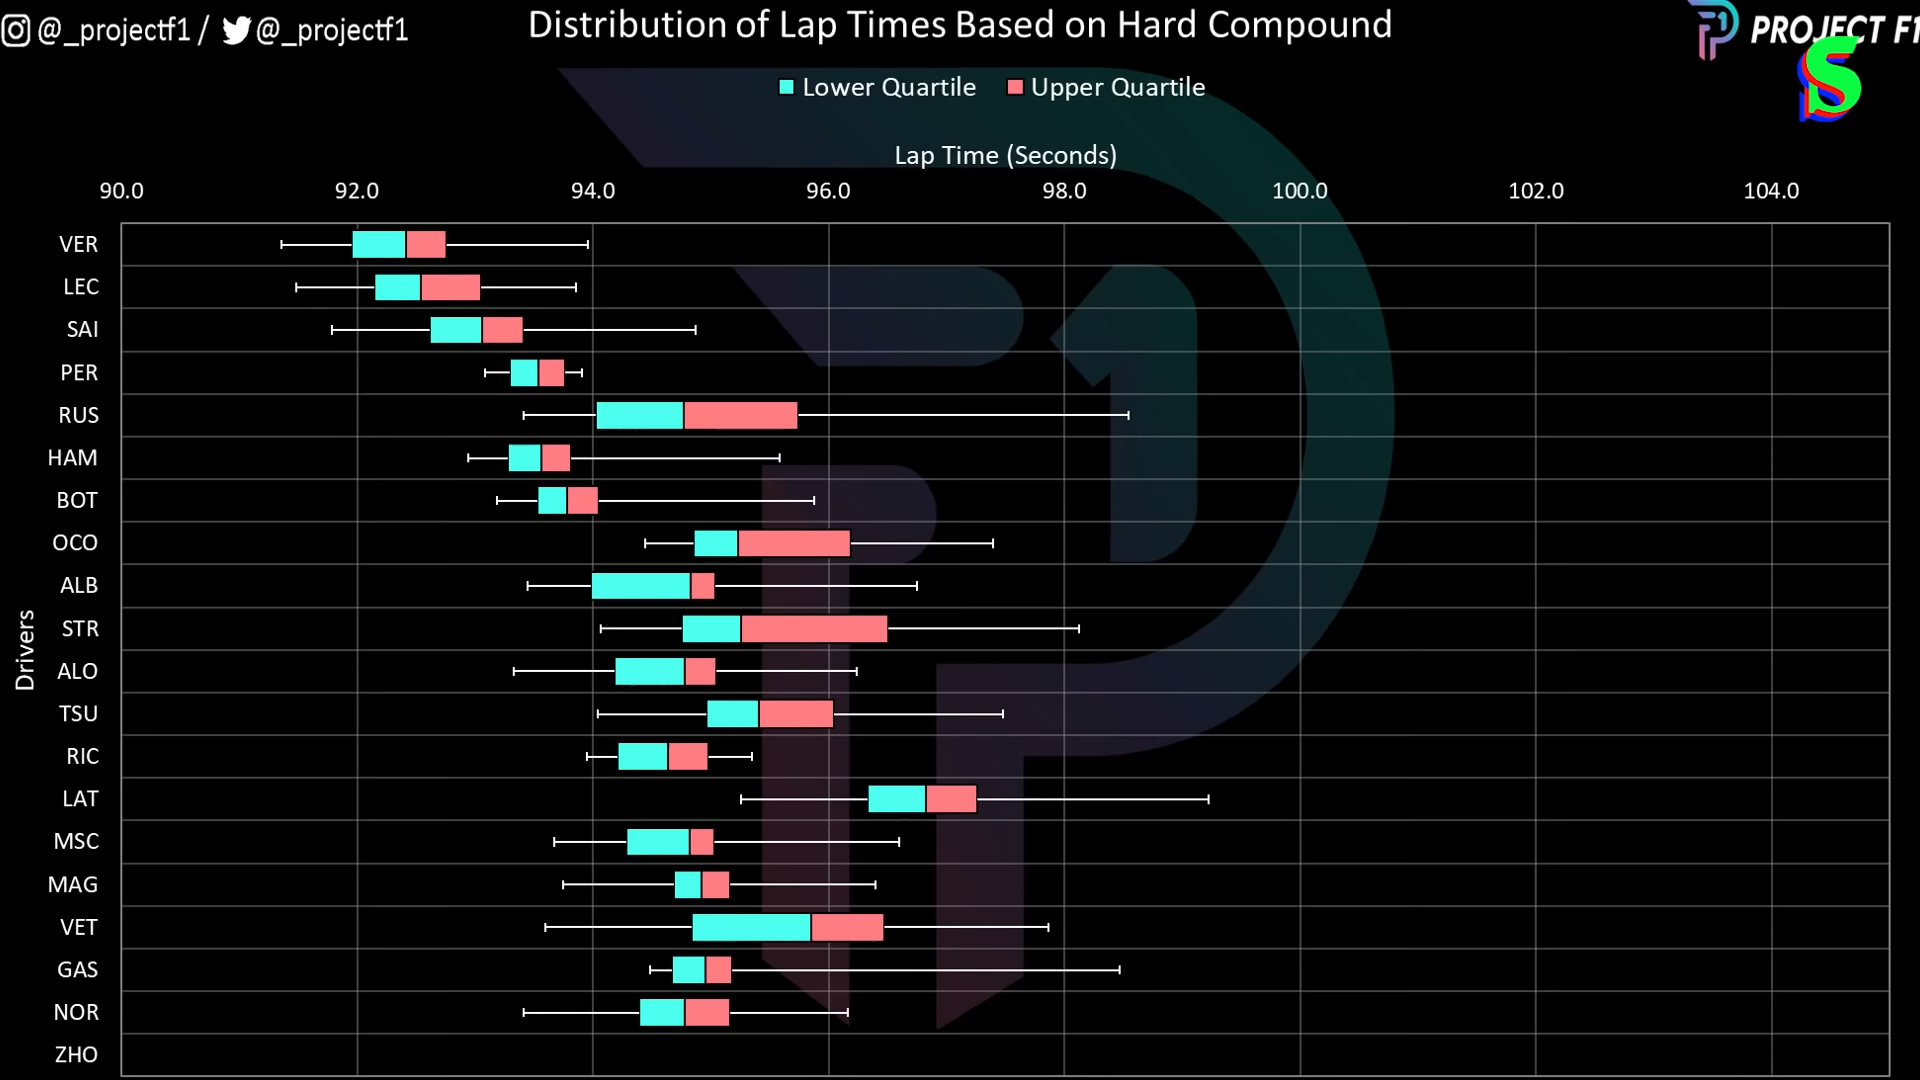 @_projectf1 / @_projectf1
Distribution of Lap Times Based on Hard Compound
PROJECT F1
S
Lower Quartile Upper Quartile
Lap Time (Seconds)
90.0 92.0 94.0 96.0 98.0 100.0 102.0 104.0
Drivers
VER
LEC
SAI
PER
RUS
HAM
BOT
OCO
ALB
STR
ALO
TSU
RIC
LAT
MSC
MAG
VET
GAS
NOR
ZHO